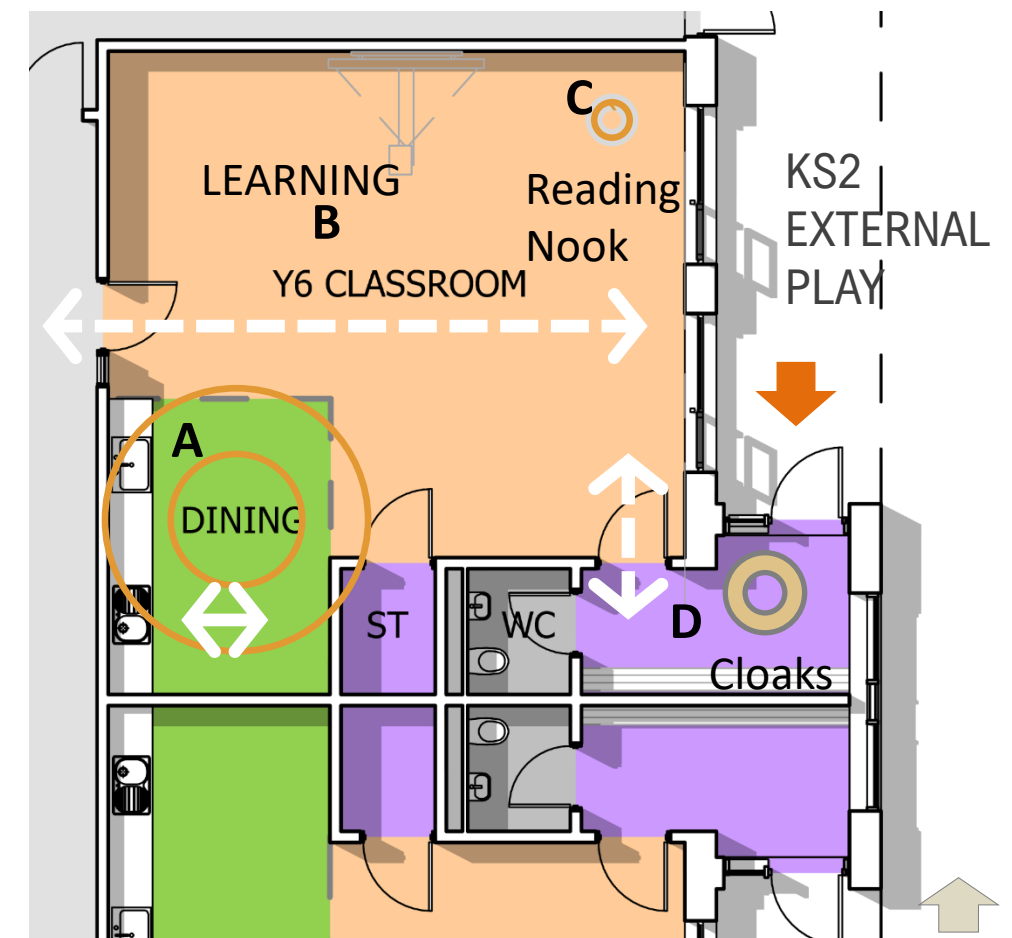 C
LEARNING
B
Reading
Nook
Y6 CLASSROOM
KS2
EXTERNAL
PLAY
A
DINING
ST
WC
D
Cloaks